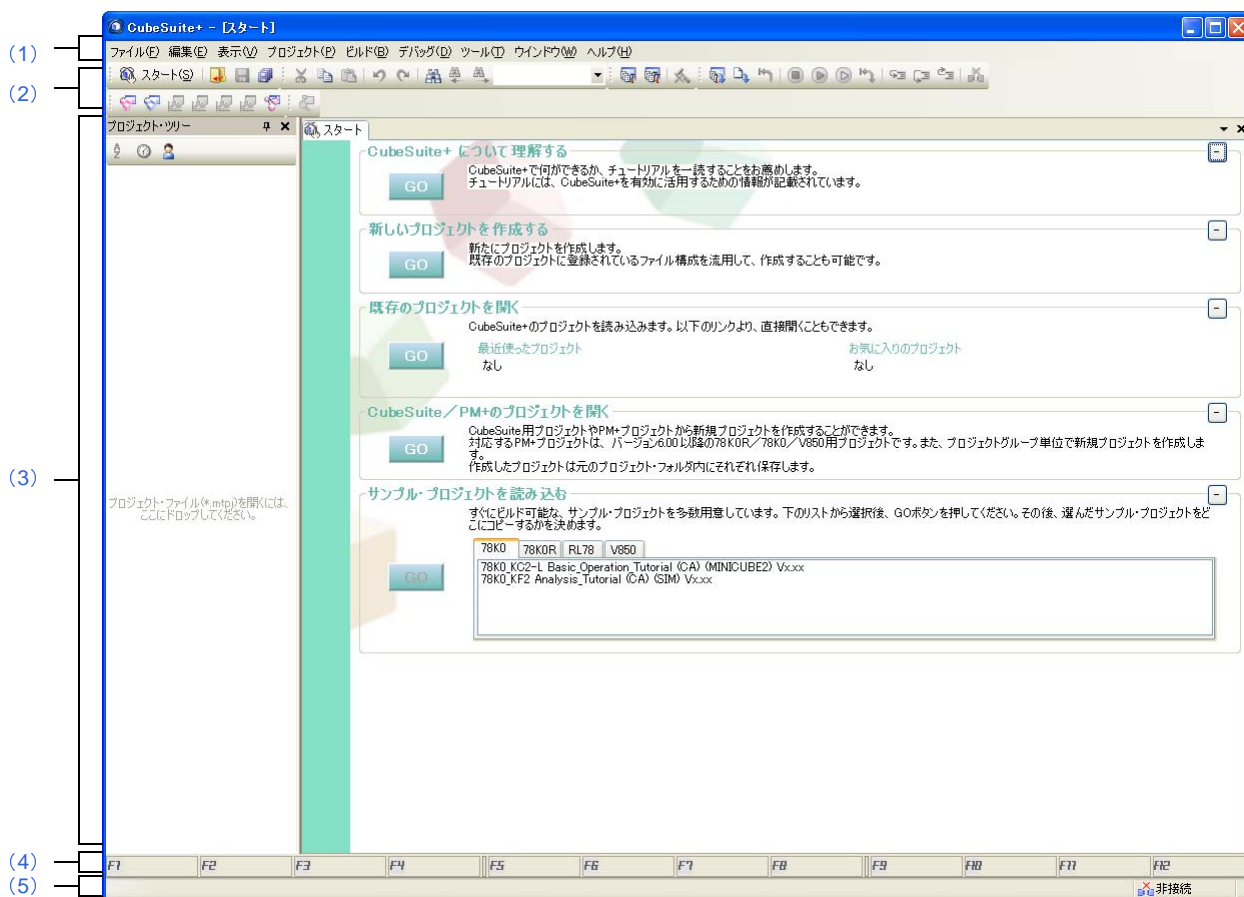 CubeSuite+ - [スタート]
(1)
ファイル(F) 編集(E) 表示(V) プロジェクト(P) ビルド(B) デバッグ(D) ツール(T) ウインドウ(W) ヘルプ(H)
(2)
スタート(S)
プロジェクト・ツリー
スタート
CubeSuite+ について理解する
GO
CubeSuite+で何ができるか、チュートリアルを一読することをお薦めします。
チュートリアルには、CubeSuite+を有効に活用するための情報が記載されています。
新しいプロジェクトを作成する
GO
新たにプロジェクトを作成します。
既存のプロジェクトに登録されているファイル構成を流用して、作成することも可能です。
既存のプロジェクトを開く
GO
CubeSuite+のプロジェクトを読み込みます。以下のリンクより、直接開くこともできます。
最近使ったプロジェクト
お気に入りのプロジェクト
なし
なし
CubeSuite/PM+のプロジェクトを開く
GO
CubeSuite用プロジェクトやPM+プロジェクトから新規プロジェクトを作成することができます。
対応するPM+プロジェクトは、バージョン6.00以降の78K0R/78K0/V850用プロジェクトです。また、プロジェクトグループ単位で新規プロジェクトを作成しま
す。
作成したプロジェクトは元のプロジェクト・フォルダ内にそれぞれ保存します。
(3)
プロジェクト・ファイル(*.mtpj)を開くには、
ここにドロップしてください。
サンプル・プロジェクトを読み込む
GO
すぐにビルド可能な、サンプル・プロジェクトを多数用意しています。下のリストから選択後、GOボタンを押してください。その後、選んだサンプル・プロジェクトをど
こにコピーするかを決めます。
78K0 78K0R RL78 V850
78K0_KC2-L Basic_Operation_Tutorial (CA) (MINICUBE2) Vx.xx
78K0_KF2 Analysis_Tutorial (CA) (SIM) Vx.xx
(4)
F1 F2 F3 F4 F5 F6 F7 F8 F9 F10 F11 F12
(5)
非接続